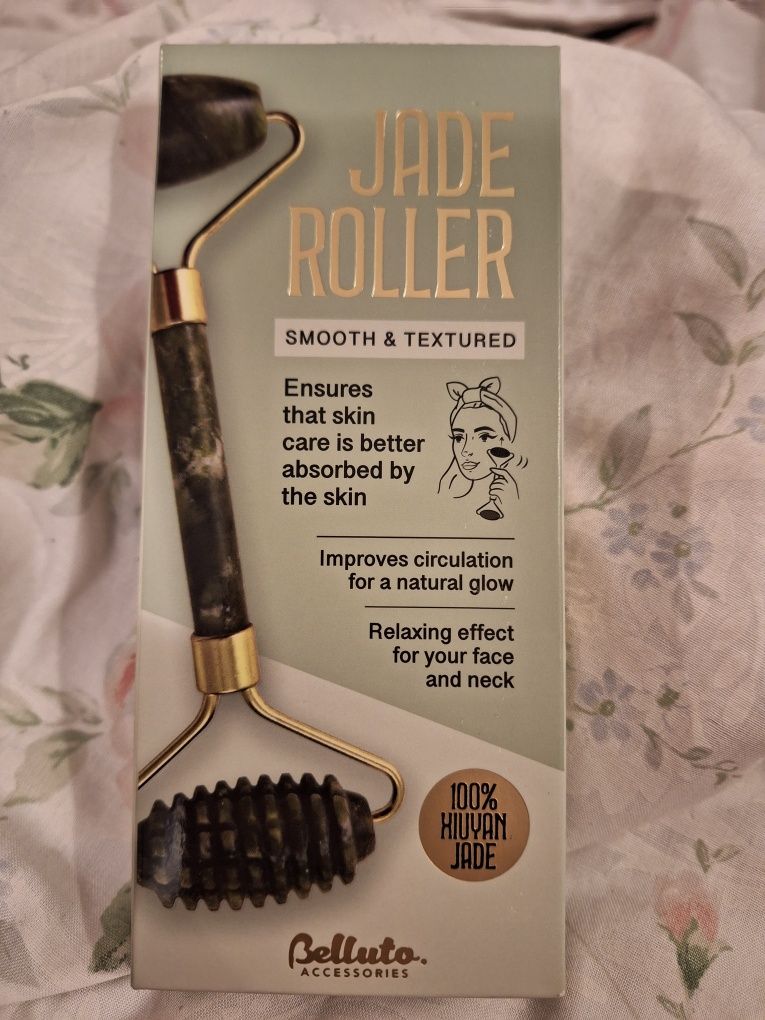 JADE
ROLLER
SMOOTH & TEXTURED
Ensures
that skin
care is better
absorbed by
the skin
Improves circulation
for a natural glow
Relaxing effect
for your face
and neck
100%
XIUYAN
JADE
Belluto.
ACCESSORIES